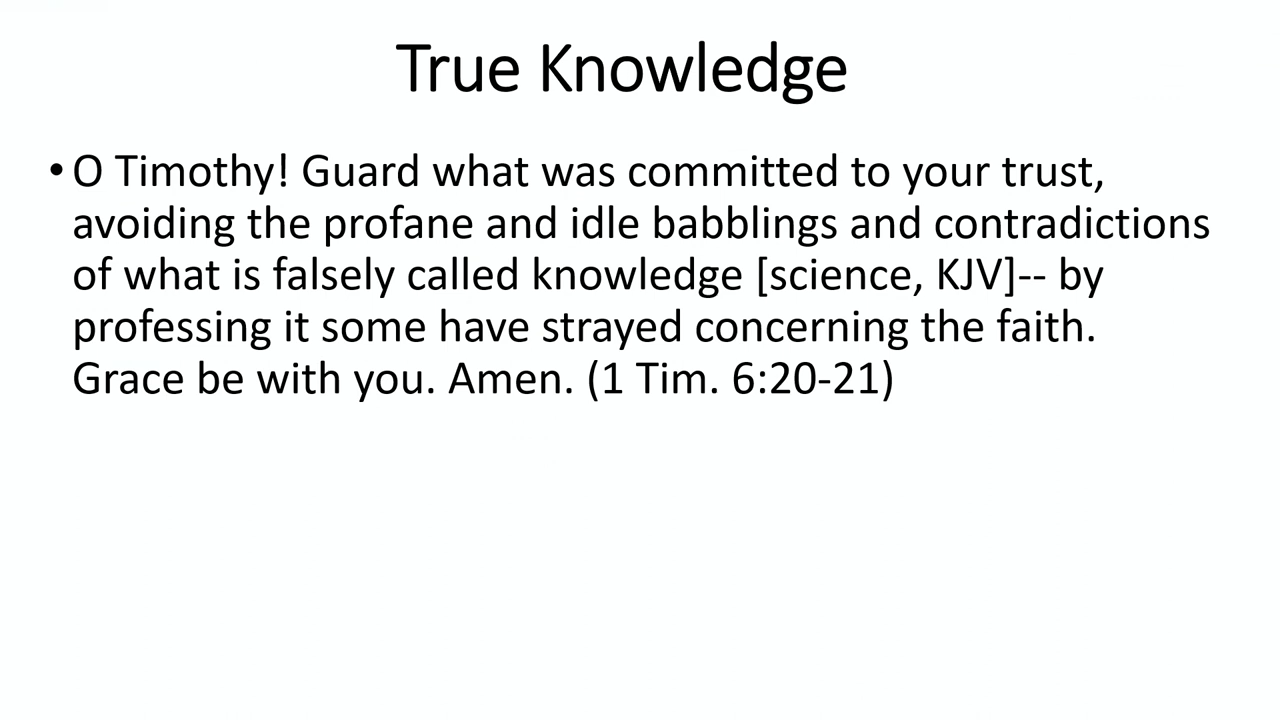 True Knowledge
• O Timothy! Guard what was committed to your trust,
avoiding the profane and idle babblings and contradictions
of what is falsely called knowledge [science, KJV]-- by
professing it some have strayed concerning the faith.
Grace be with you. Amen. (1 Tim. 6:20-21)